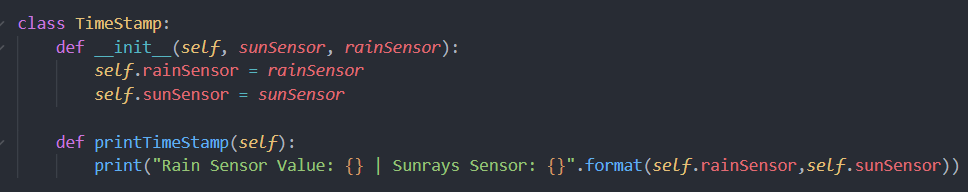 class TimeStamp:
    def __init__(self, sunSensor, rainSensor):
        self.rainSensor = rainSensor
        self.sunSensor = sunSensor
    def printTimeStamp(self):
        print("Rain Sensor Value: {} | Sunrays Sensor: {}".format(self.rainSensor,self.sunSensor))